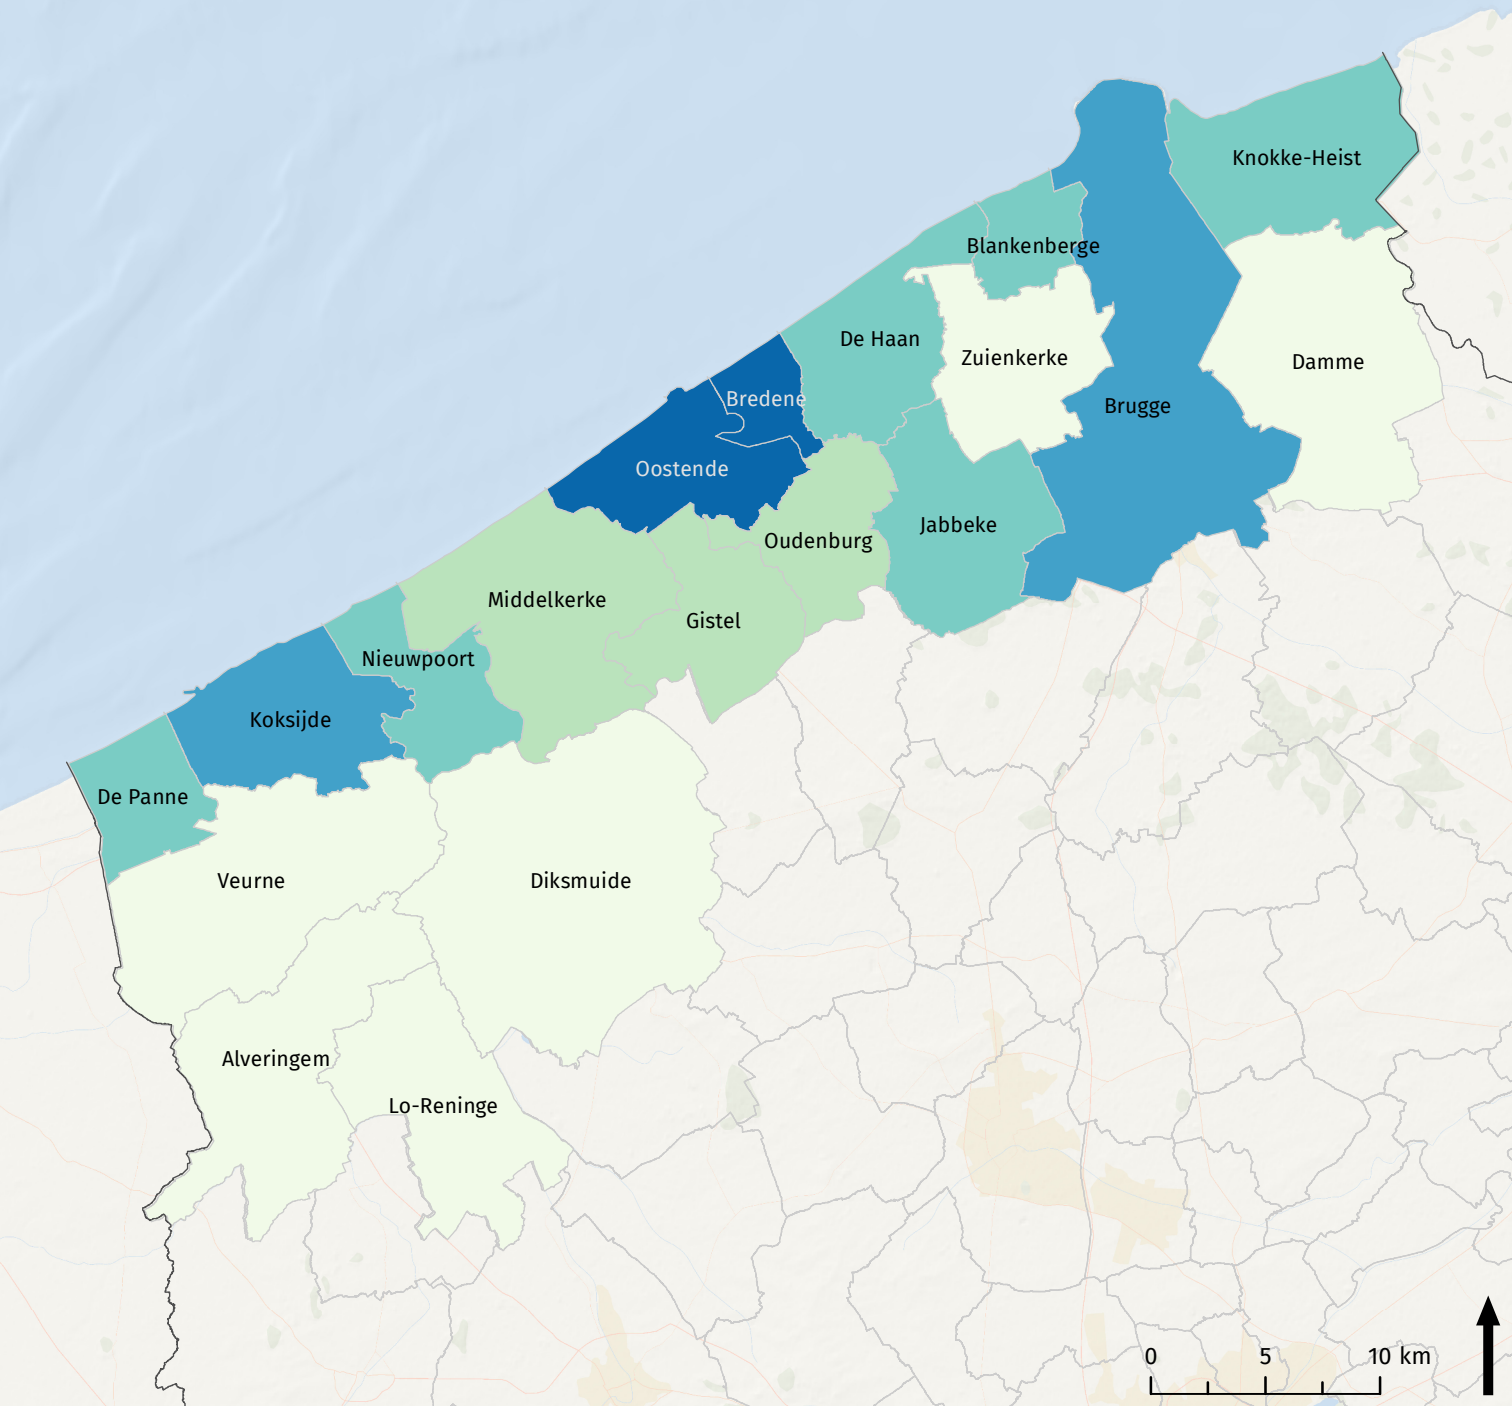 Knokke-Heist
Blankenberge
De Haan
Zuienkerke
Damme
Bredene
Brugge
Oostende
Jabbeke
Oudenburg
Middelkerke
Gistel
Nieuwpoort
Koksijde
De Panne
Veurne
Diksmuide
Alveringem
Lo-Reninge
0 5 10 km